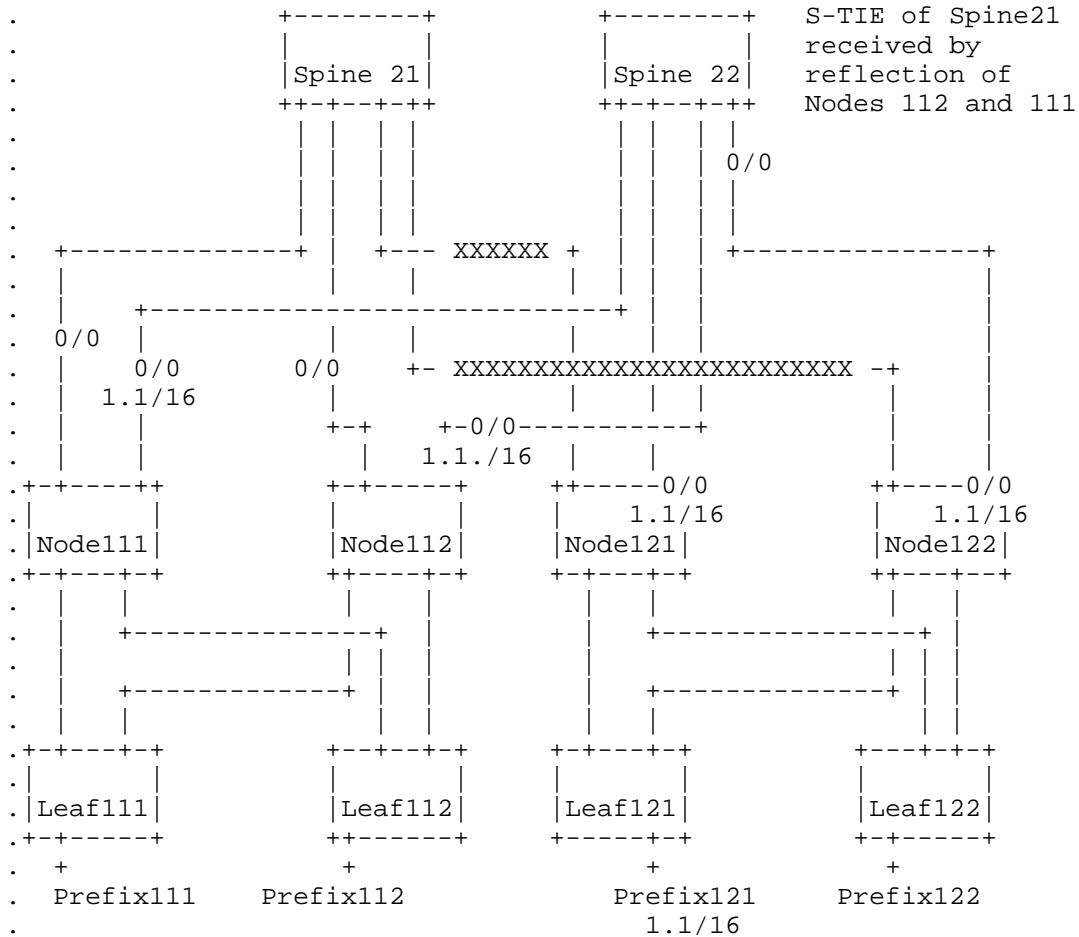 S-TIE of Spine21
received by
Spine 21 Spine 22 reflection of
Nodes 112 and 111
0/0
XXXXXX
0/0
0/0 0/0 XXXXXXXXXXXXXXXXXXXXXXXXX
1.1/16
0/0
1.1./16
0/0 0/0
1.1/16 1.1/16
Node111 Node112 Node121 Node122
Leaf111 Leaf112 Leaf121 Leaf122
Prefix111 Prefix112 Prefix121 Prefix122
1.1/16